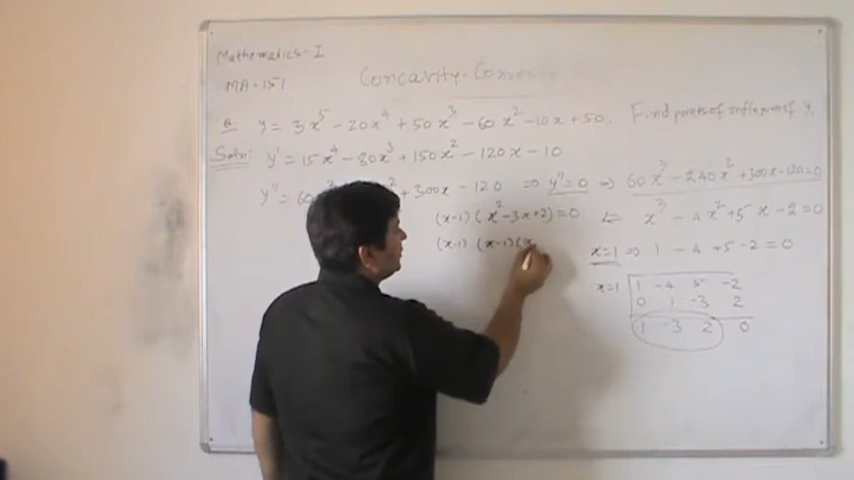 Mathematics-I
MA-151
Concavity-Conve
Q y = 3x⁵ - 20x⁴ + 50x³ - 60x² - 10x + 50. Find points of inflexion of y.
Soln: y' = 15x⁴ - 80x³ + 150x² - 120x - 10
y'' = 60 + 300x - 120 ⇒ y'' = 0 ⇒ 60x³ - 240x² + 300x - 120 = 0
(x-1) (x² - 3x + 2) = 0 ⇐ x³ - 4x² + 5x - 2 = 0
(x-1) (x-1)(x
x=1 ⇒ 1 - 4 + 5 - 2 = 0
x=1 | 1 -4 5 -2
0 1 -3 2
1 -3 2 0